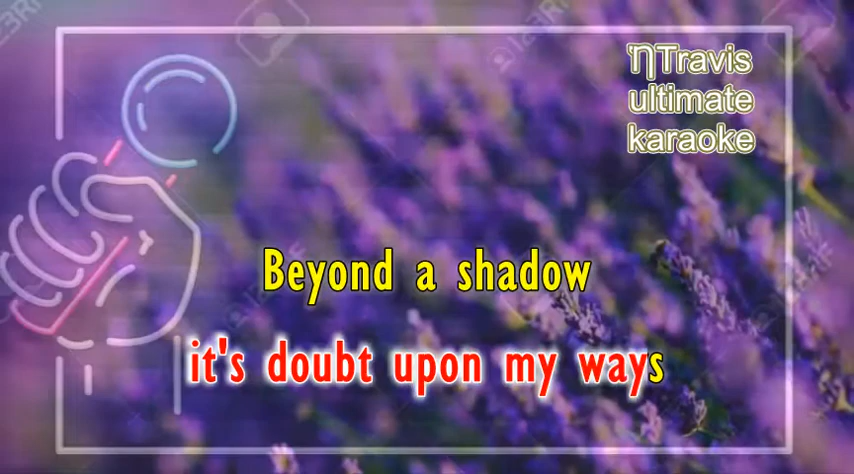 ηTravis
ultimate
karaoke
Beyond a shadow
it's doubt upon my ways